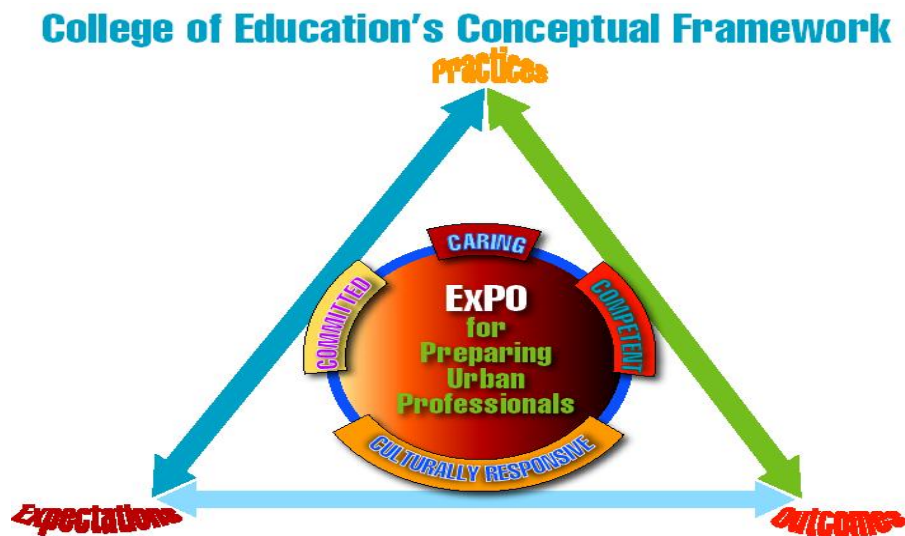 College of Education's Conceptual Framework
Practices
CARING
COMMITTED
COMPETENT
ExPO
for
Preparing
Urban
Professionals
CULTURALLY RESPONSIVE
Expectations
Outcomes